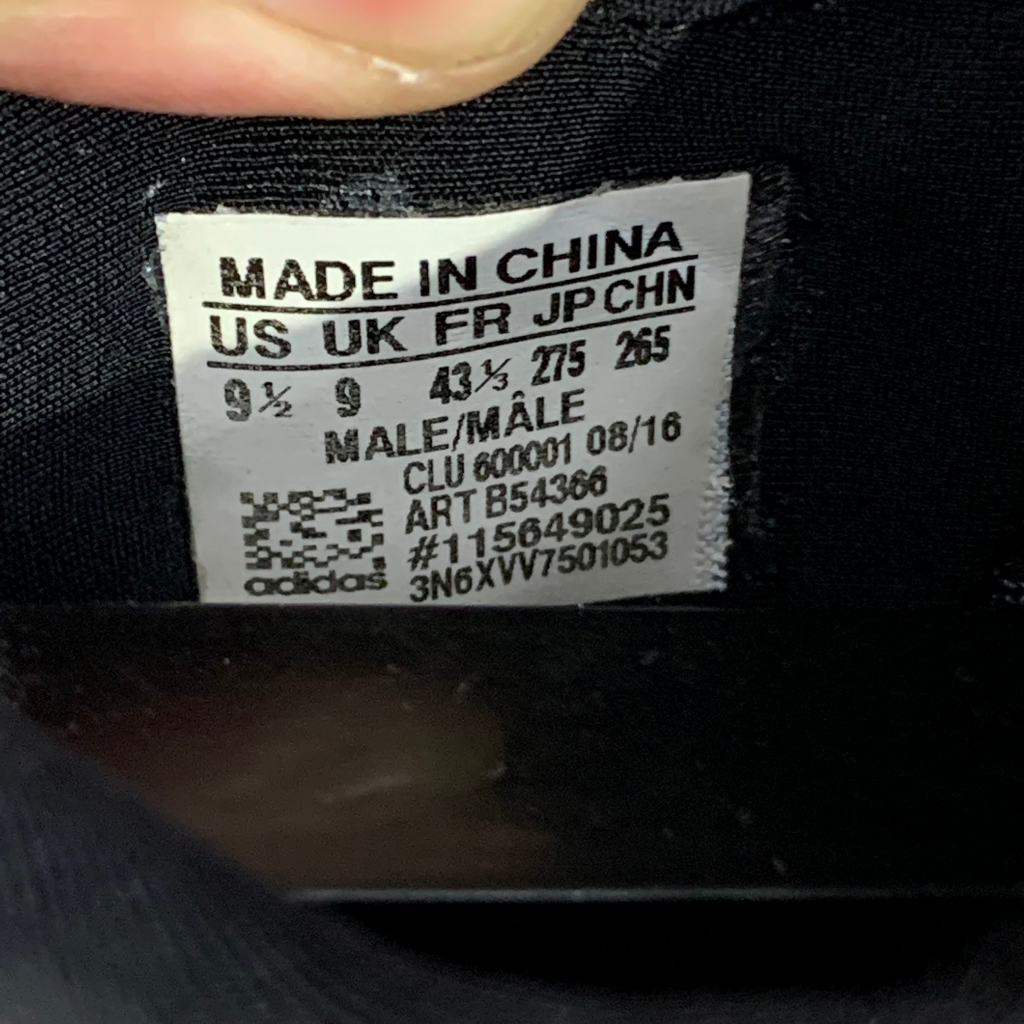 MADE IN CHINA
US UK FR JP CHN
9½ 9 43⅓ 275 265
MALE/MÂLE
CLU 600001 08/16
ART B54366
#115649025
3N6XVV7501053
adidas